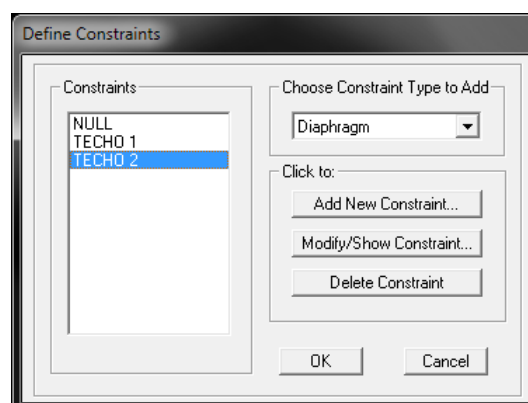 Define Constraints
Constraints
NULL
TECHO 1
TECHO 2
Choose Constraint Type to Add
Diaphragm
Click to:
Add New Constraint...
Modify/Show Constraint...
Delete Constraint
OK
Cancel